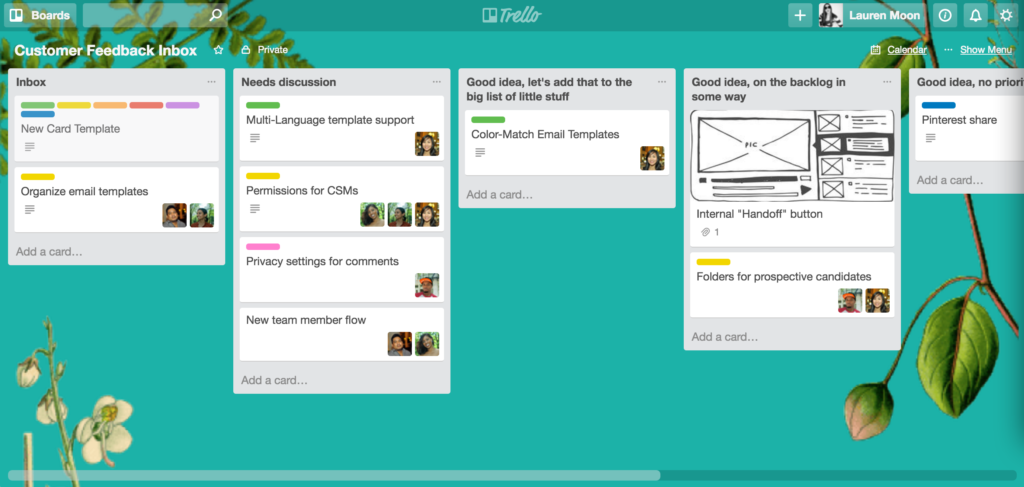 Boards
Trello
Lauren Moon
Customer Feedback Inbox
Private
Calendar
Show Menu
Inbox
New Card Template
Organize email templates
Add a card…
Needs discussion
Multi-Language template support
Permissions for CSMs
Privacy settings for comments
New team member flow
Add a card…
Good idea, let's add that to the
big list of little stuff
Color-Match Email Templates
Add a card…
Good idea, on the backlog in
some way
PIC
Internal "Handoff" button
1
Folders for prospective candidates
Add a card…
Good idea, no priorit
Pinterest share
Add a card…